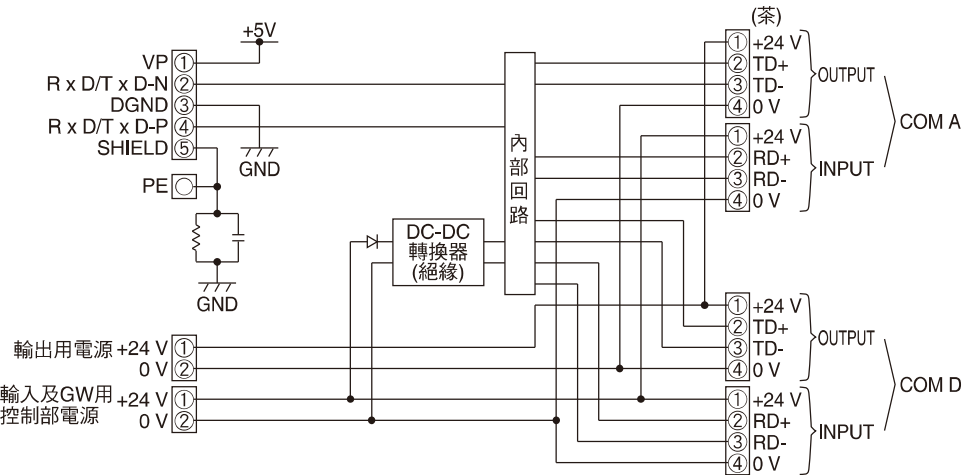 +5V
VP ①
R x D/T x D-N ②
DGND ③
R x D/T x D-P ④
SHIELD ⑤
GND
PE
GND
內部回路
DC-DC
轉換器
(絕緣)
輸出用電源 +24 V ①
0 V ②
輸入及GW用
控制部電源
+24 V ①
0 V ②
(茶)
① +24 V
② TD+
③ TD-
④ 0 V
OUTPUT
① +24 V
② RD+
③ RD-
④ 0 V
INPUT
COM A
① +24 V
② TD+
③ TD-
④ 0 V
OUTPUT
① +24 V
② RD+
③ RD-
④ 0 V
INPUT
COM D